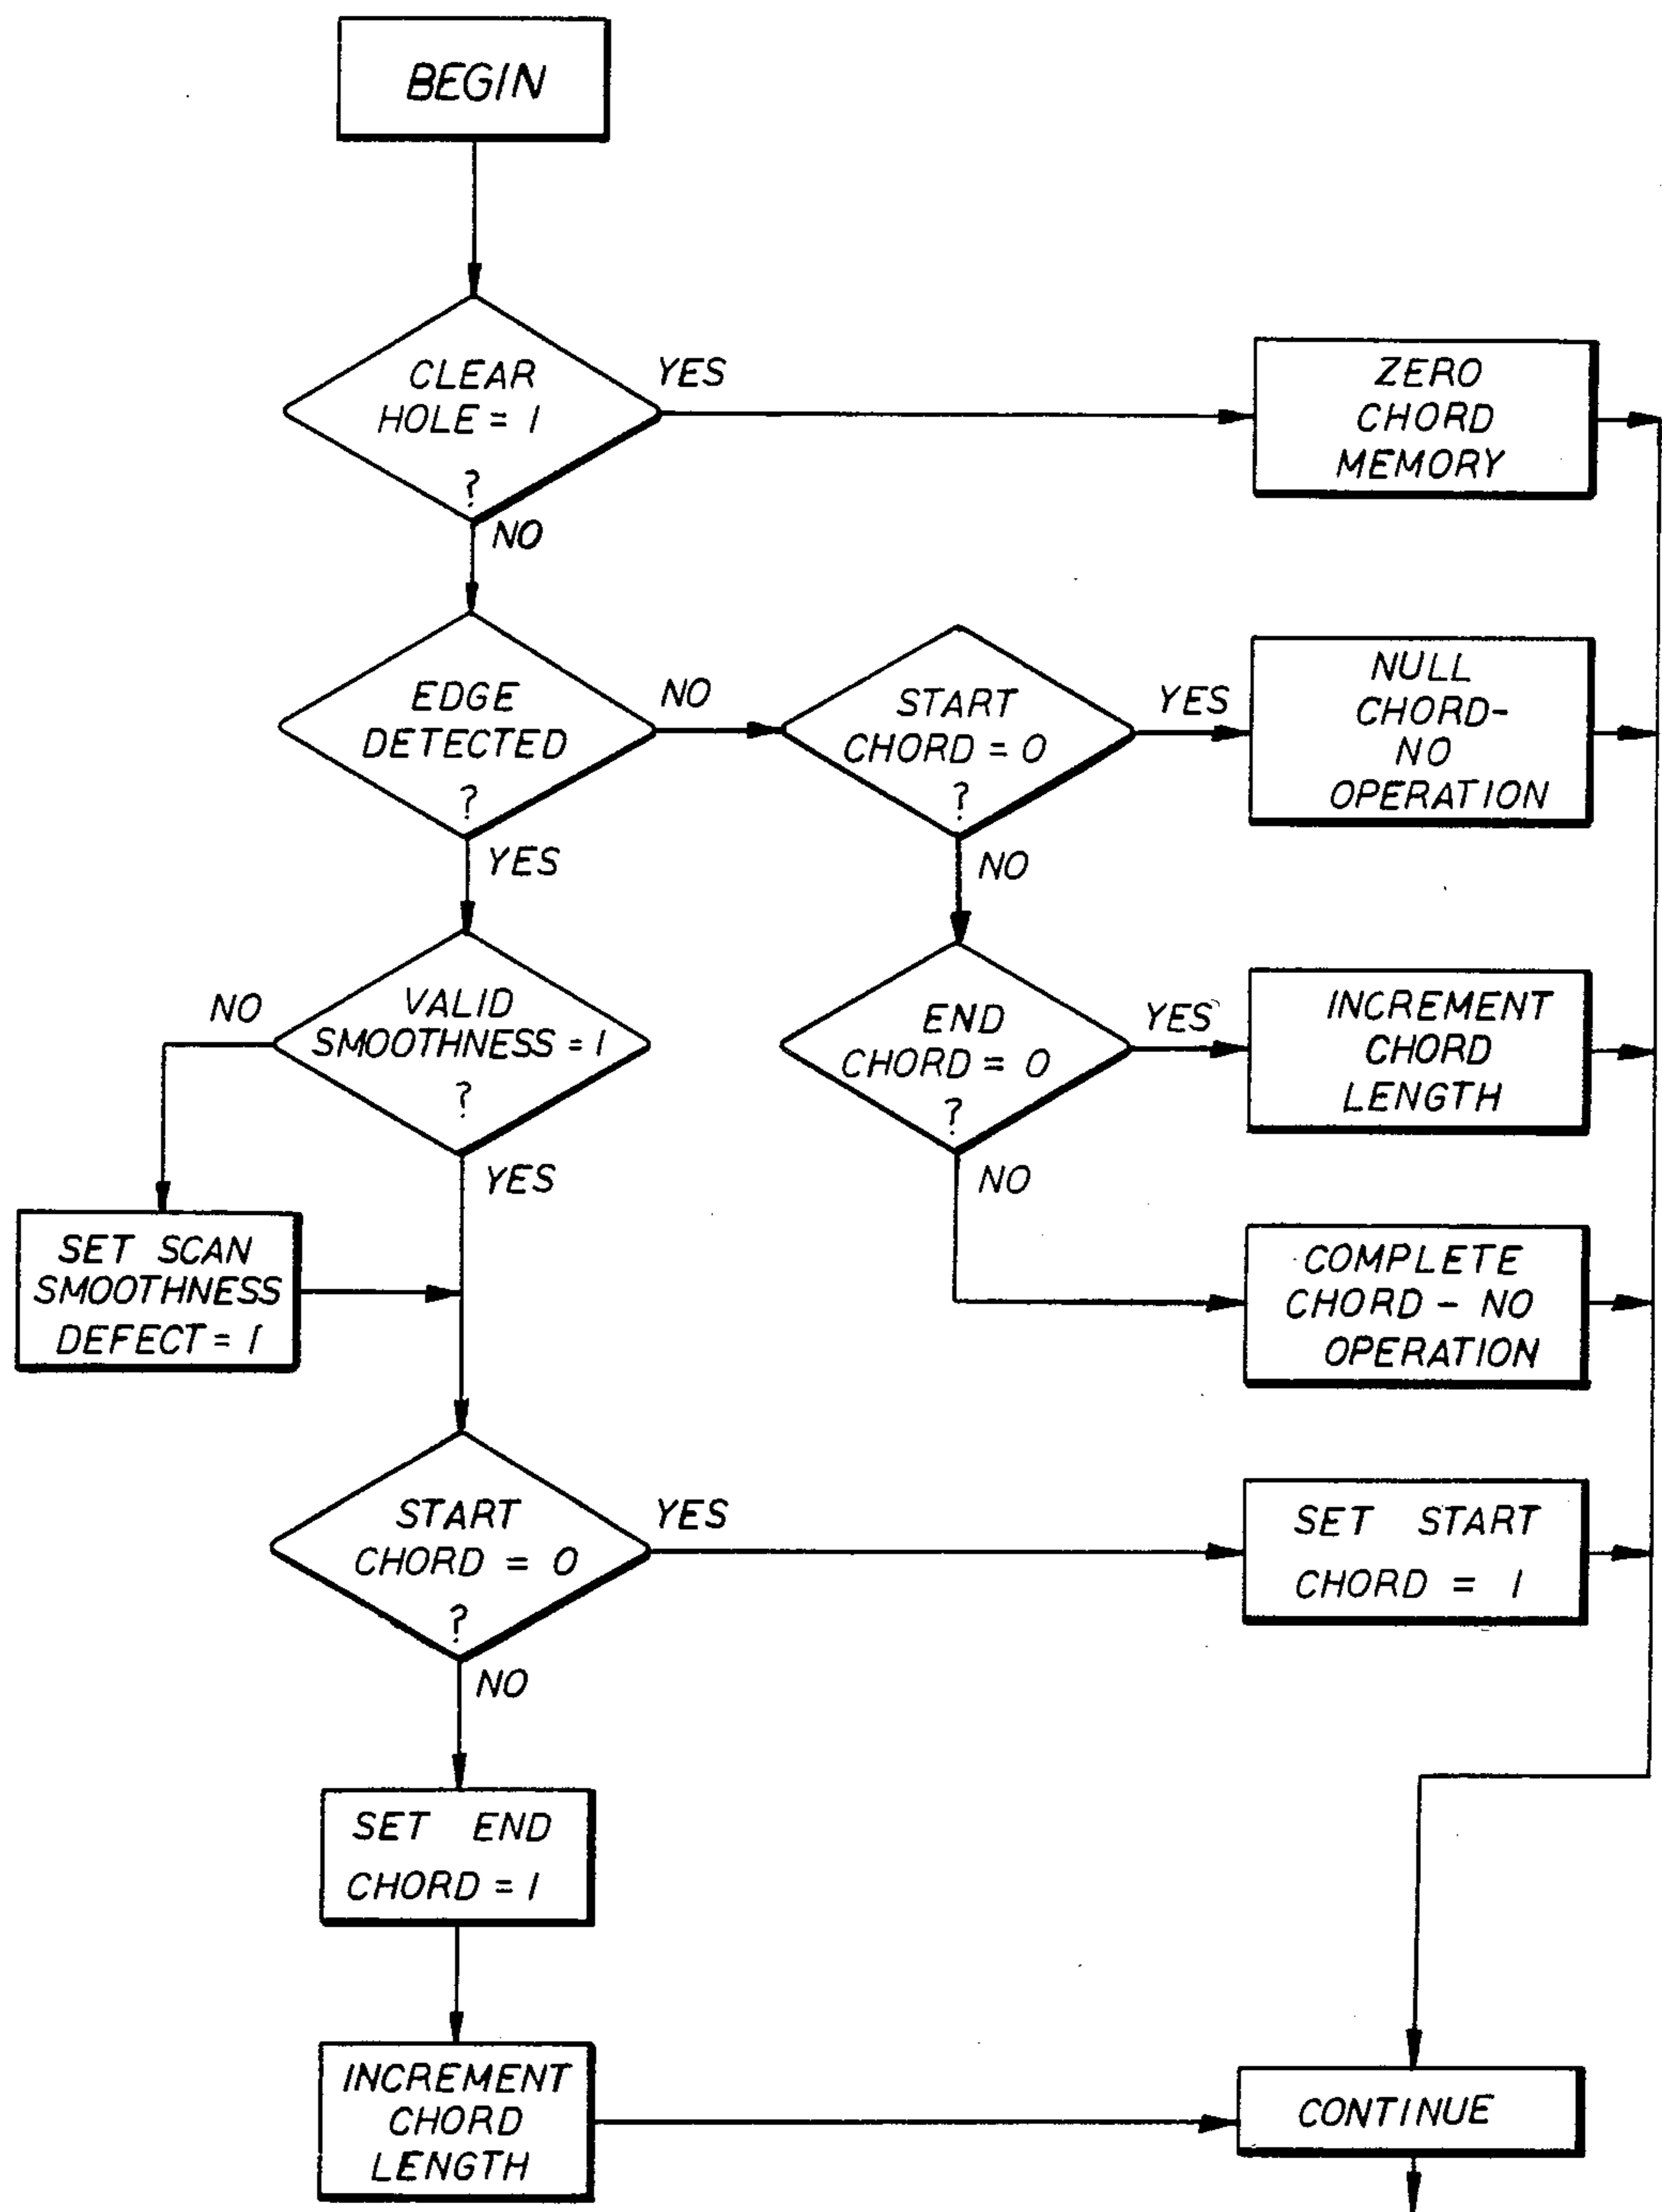 BEGIN
CLEAR
HOLE = 1
?
YES
NO
ZERO
CHORD
MEMORY
EDGE
DETECTED
?
NO
YES
START
CHORD = 0
?
YES
NO
NULL
CHORD-
NO
OPERATION
VALID
SMOOTHNESS = 1
?
NO
YES
END
CHORD = 0
?
YES
NO
INCREMENT
CHORD
LENGTH
SET SCAN
SMOOTHNESS
DEFECT = 1
COMPLETE
CHORD - NO
OPERATION
START
CHORD = 0
?
YES
NO
SET START
CHORD = 1
SET END
CHORD = 1
INCREMENT
CHORD
LENGTH
CONTINUE